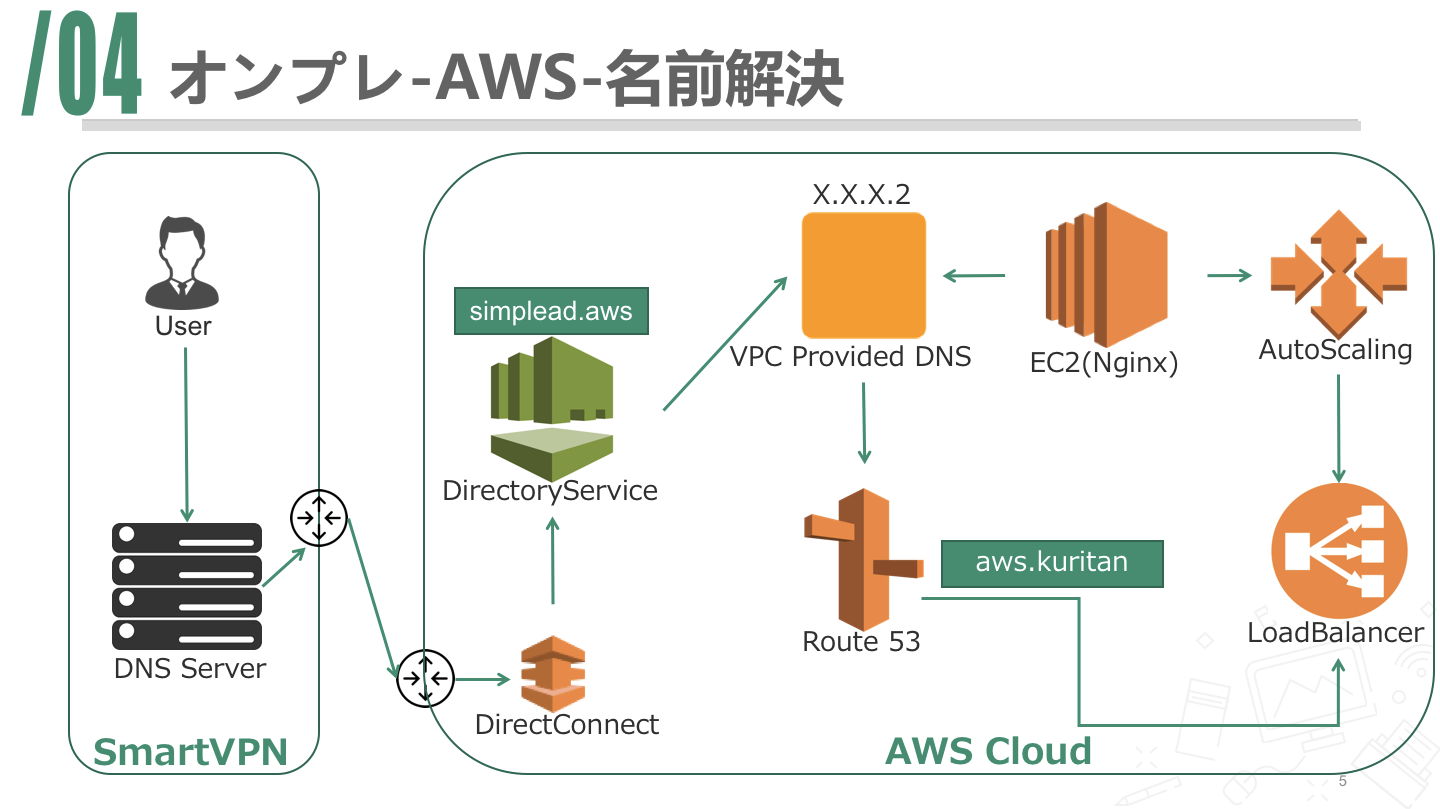 /04 オンプレ-AWS-名前解決
User
DNS Server
SmartVPN
simplead.aws
DirectoryService
DirectConnect
X.X.X.2
VPC Provided DNS
EC2(Nginx)
AutoScaling
Route 53
aws.kuritan
LoadBalancer
AWS Cloud
5